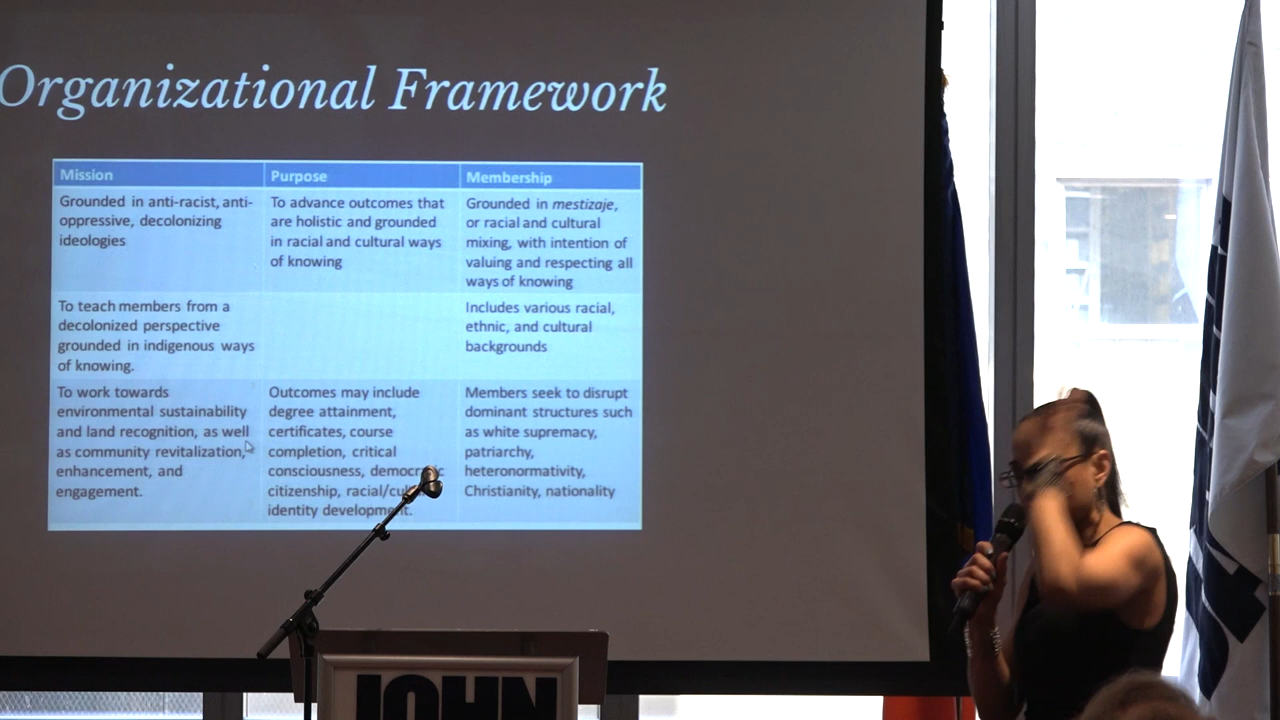 Organizational Framework
Mission
Purpose
Membership
Grounded in anti-racist, anti-
oppressive, decolonizing
ideologies
To advance outcomes that
are holistic and grounded
in racial and cultural ways
of knowing
Grounded in mestizaje,
or racial and cultural
mixing, with intention of
valuing and respecting all
ways of knowing
To teach members from a
decolonized perspective
grounded in indigenous ways
of knowing.
Includes various racial,
ethnic, and cultural
backgrounds
To work towards
environmental sustainability
and land recognition, as well
as community revitalization,
enhancement, and
engagement.
Outcomes may include
degree attainment,
certificates, course
completion, critical
consciousness, democratic
citizenship, racial/cultural
identity development.
Members seek to disrupt
dominant structures such
as white supremacy,
patriarchy,
heteronormativity,
Christianity, nationality
JOHN